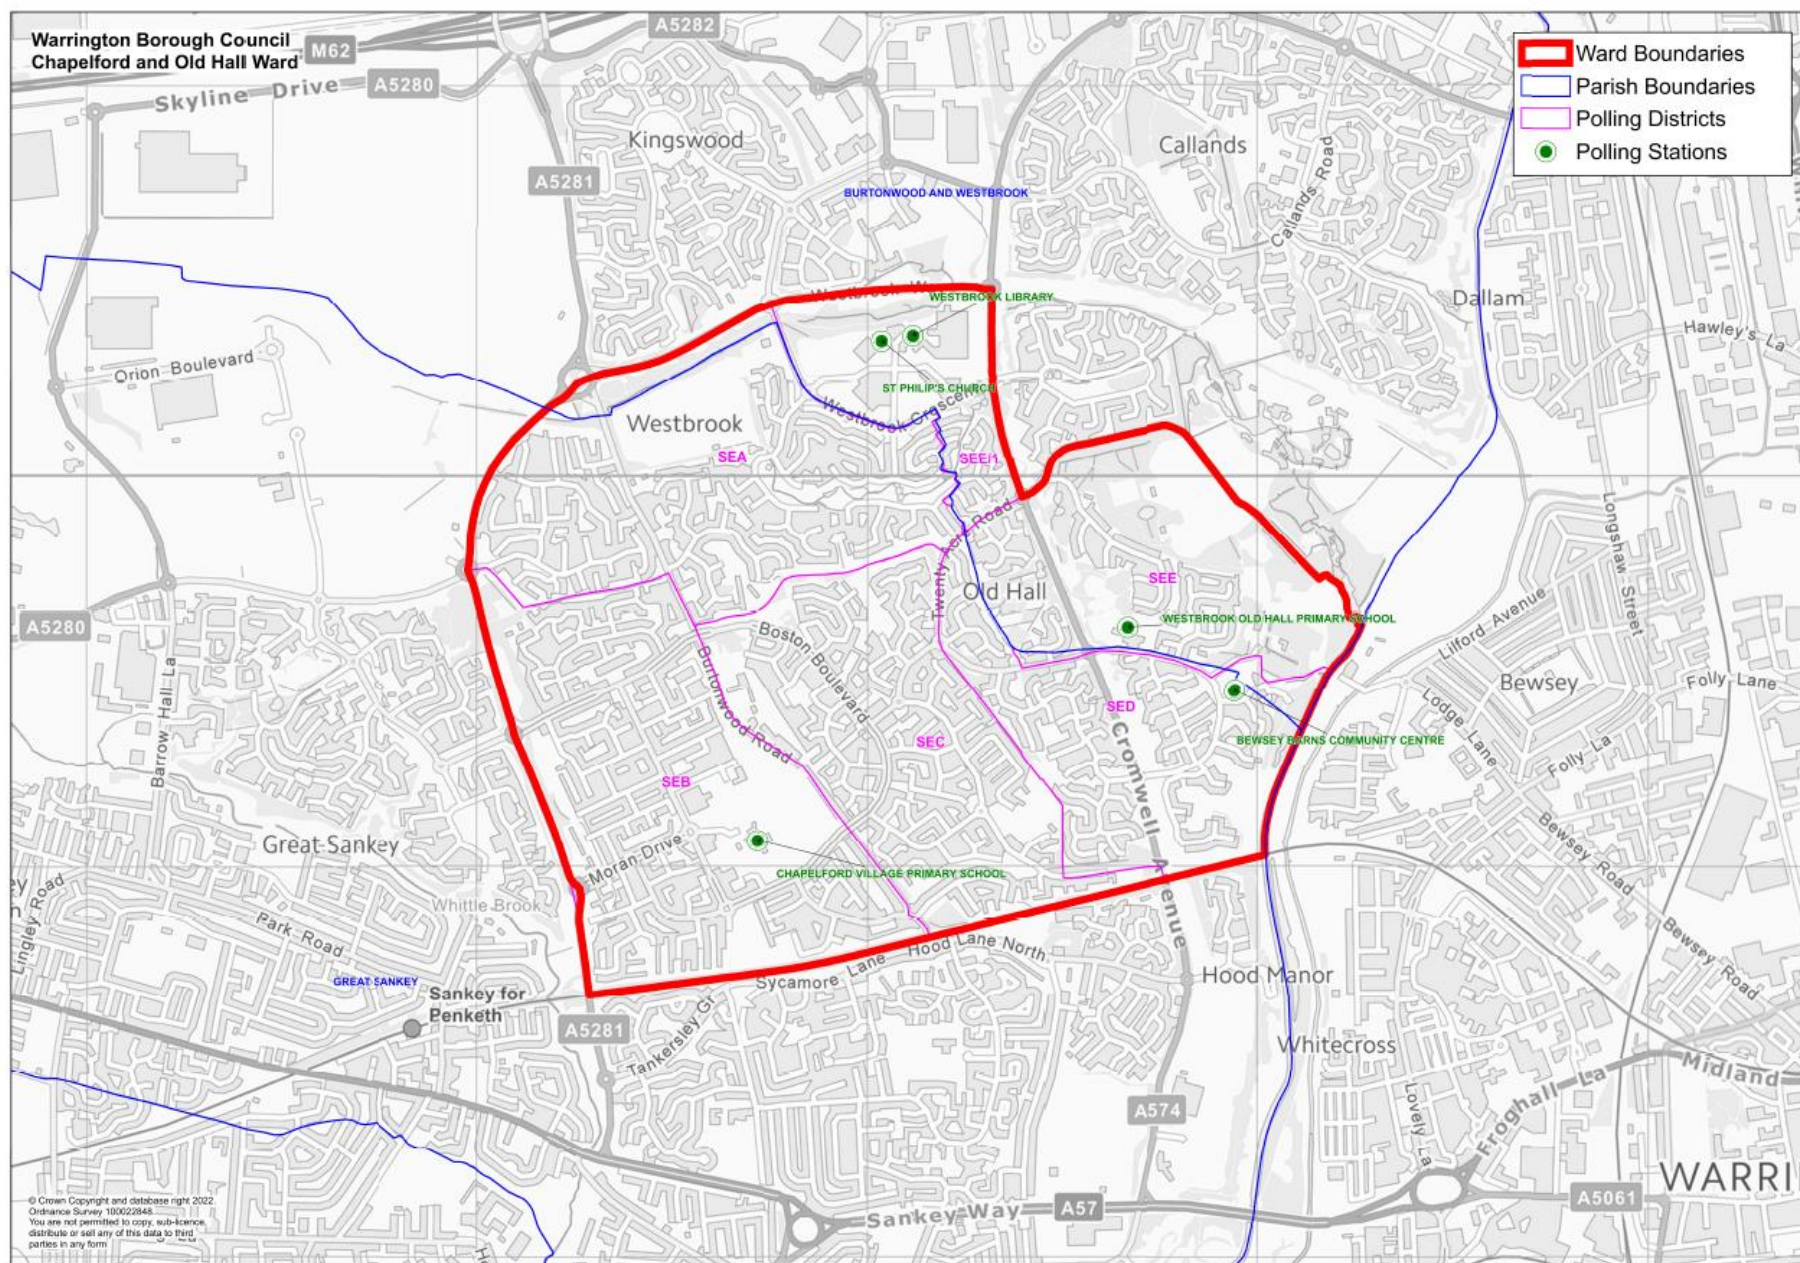 Warrington Borough Council
Chapelford and Old Hall Ward
M62
A5282
Skyline Drive
A5280
Ward Boundaries
Parish Boundaries
Polling Districts
Polling Stations
Kingswood
Callands
A5281
BURTONWOOD AND WESTBROOK
Callands Road
WESTBROOK LIBRARY
Dallam
Hawley's La
Orion Boulevard
ST PHILIP'S CHURCH
Westbrook Crescent
Westbrook
SEA
SEE/1
Longshaw Street
Twenty Acre Road
Old Hall
SEE
WESTBROOK OLD HALL PRIMARY SCHOOL
A5280
Lilford Avenue
Boston Boulevard
Burtonwood Road
Barrow Hall La
Bewsey
Folly Lane
Lodge Lane
SED
SEC
BEWSEY BARNS COMMUNITY CENTRE
Folly La
Cromwell Avenue
SEB
Great Sankey
Moran Drive
CHAPELFORD VILLAGE PRIMARY SCHOOL
Bewsey Road
Whittle Brook
Lingley Road
Park Road
Hood Lane North
Sycamore Lane
Bewsey Road
Hood Manor
GREAT SANKEY
Sankey for
Penketh
A5281
Tankersley Gr
Whitecross
Midland
Froghall La
Lovely La
A574
WARRI
A5061
Sankey Way
A57
© Crown Copyright and database right 2022.
Ordnance Survey 100022848.
You are not permitted to copy, sub-licence,
distribute or sell any of this data to third
parties in any form